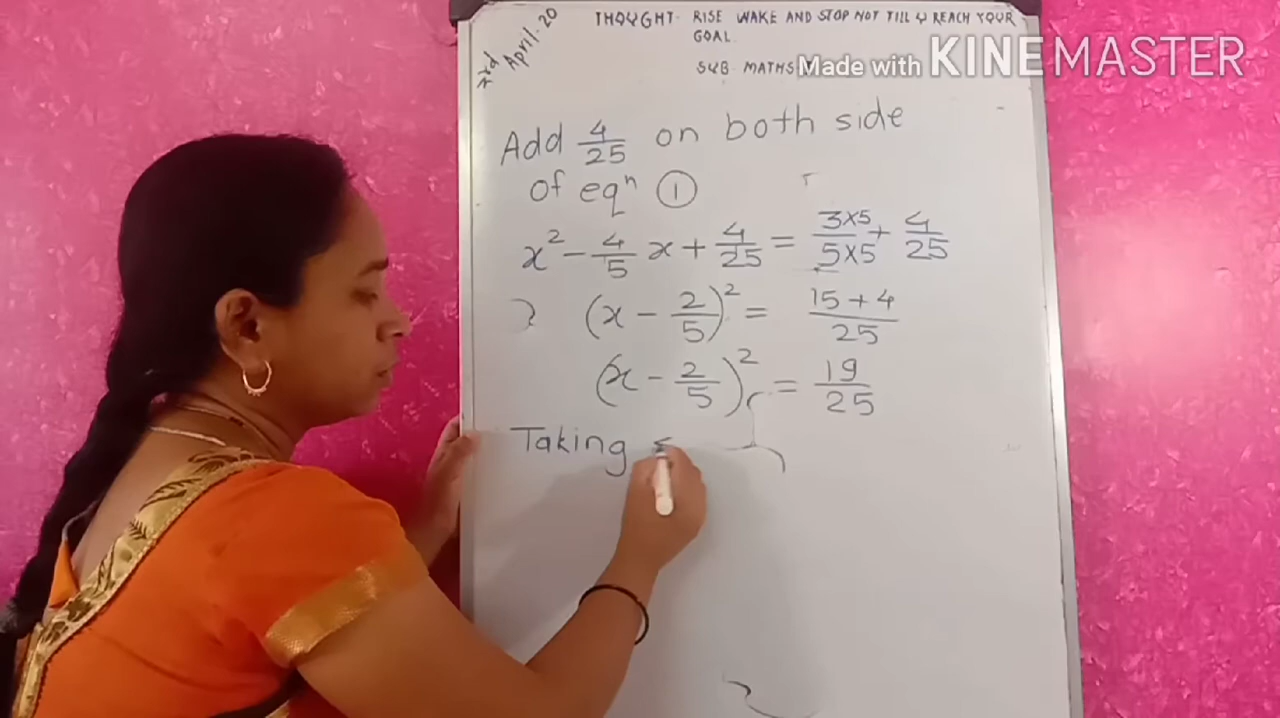 3rd April-20
THOUGHT- RISE WAKE AND STOP NOT TILL U REACH YOUR
GOAL.
SUB- MATHS
Made with KINEMASTER
Add 4/25 on both side
of eqⁿ ①
x² - 4/5 x + 4/25 = 3×5/5×5 + 4/25
(x - 2/5)² = 15+4/25
(x - 2/5)² = 19/25
Taking